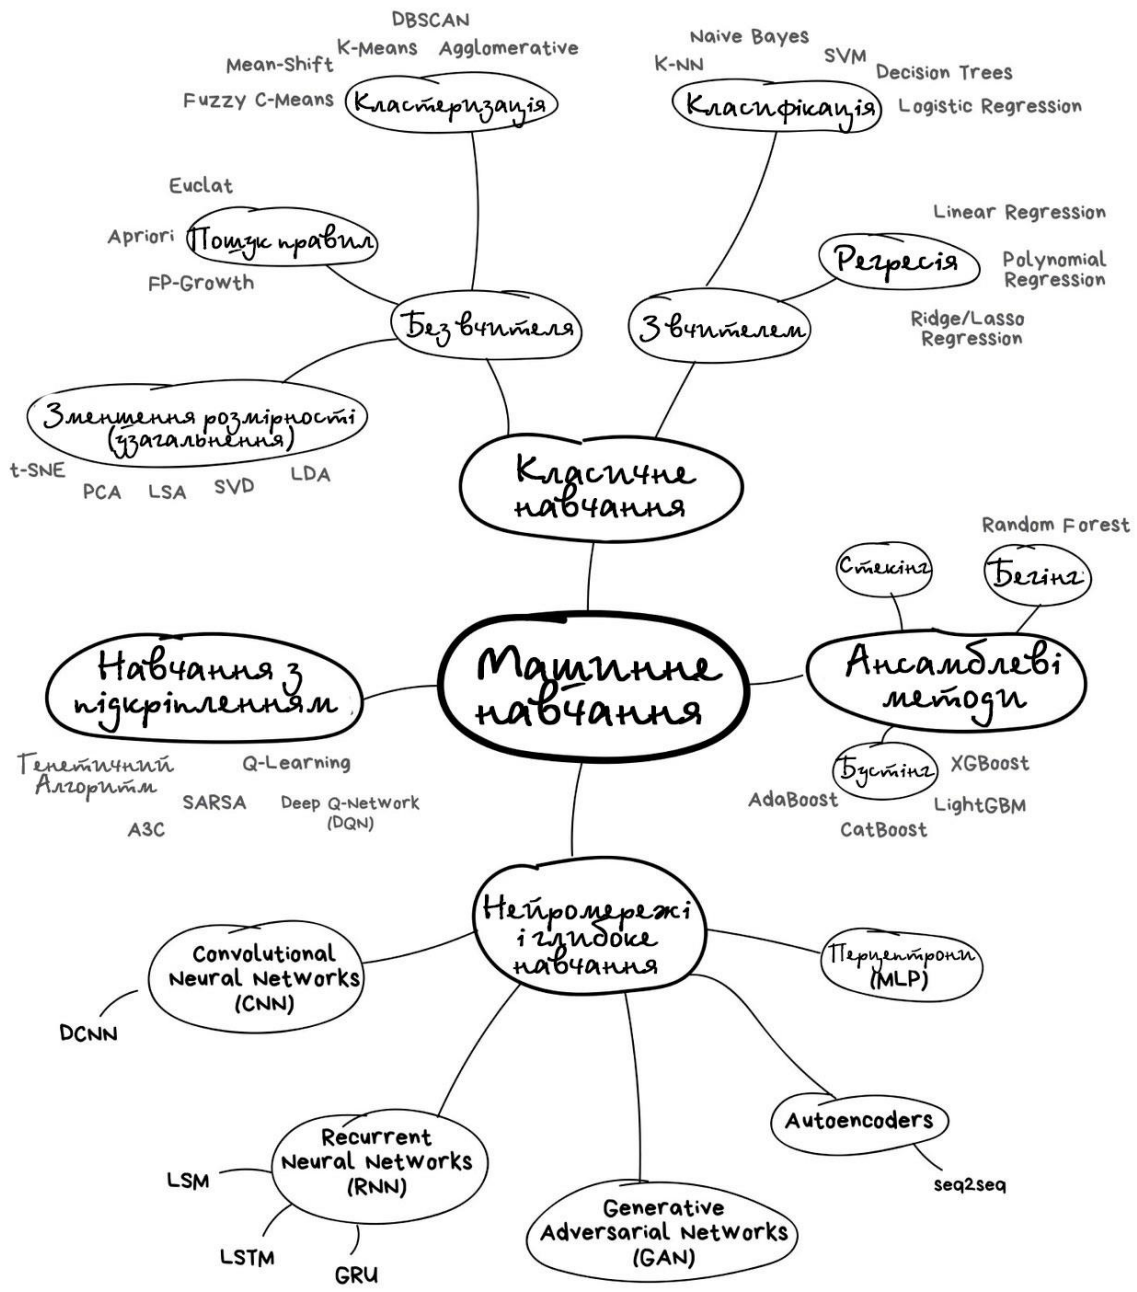 DBSCAN
K-Means
Agglomerative
Mean-Shift
Fuzzy C-Means
Кластеризація
Naive Bayes
K-NN
SVM
Decision Trees
Класифікація
Logistic Regression
Euclat
Apriori
Пошук правил
FP-Growth
Linear Regression
Регресія
Polynomial
Regression
Ridge/Lasso
Regression
Без вчителя
З вчителем
Зменшення розмірності
(узагальнення)
t-SNE
PCA
LSA
SVD
LDA
Класичне
навчання
Random Forest
Стекінг
Бегінг
Навчання з
підкріпленням
Машинне
навчання
Ансамблеві
методи
Генетичний
Алгоритм
Q-Learning
SARSA
Deep Q-Network
(DQN)
A3C
Бустінг
XGBoost
AdaBoost
LightGBM
CatBoost
Нейромережі
і глибоке
навчання
Convolutional
Neural Networks
(CNN)
DCNN
Перцептрони
(MLP)
Autoencoders
seq2seq
Recurrent
Neural Networks
(RNN)
LSM
LSTM
GRU
Generative
Adversarial Networks
(GAN)